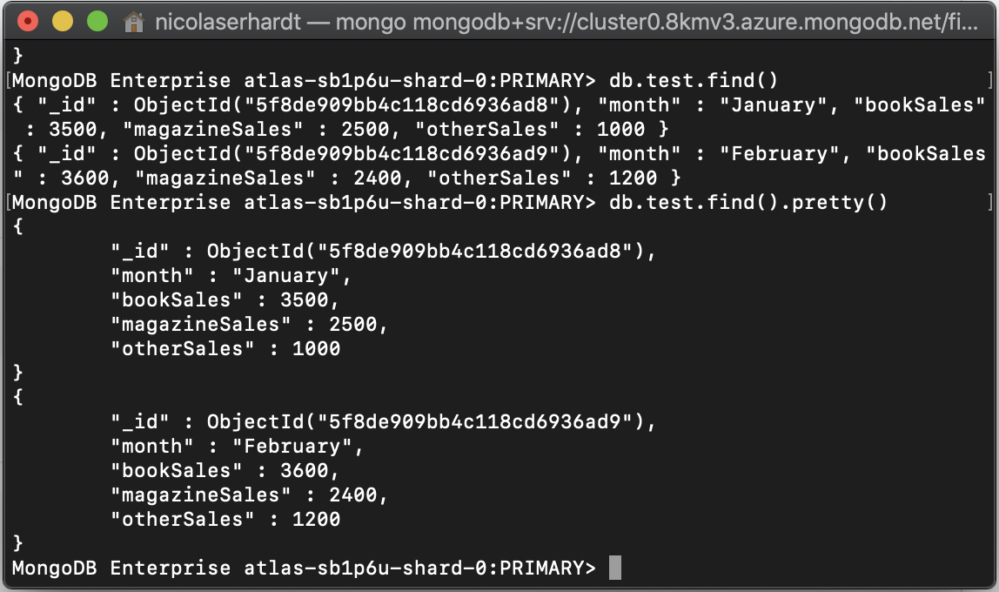 nicolaserhardt — mongo mongodb+srv://cluster0.8kmv3.azure.mongodb.net/fi...
}
[MongoDB Enterprise atlas-sb1p6u-shard-0:PRIMARY> db.test.find() ]
{ "_id" : ObjectId("5f8de909bb4c118cd6936ad8"), "month" : "January", "bookSales"
 : 3500, "magazineSales" : 2500, "otherSales" : 1000 }
{ "_id" : ObjectId("5f8de909bb4c118cd6936ad9"), "month" : "February", "bookSales
" : 3600, "magazineSales" : 2400, "otherSales" : 1200 }
[MongoDB Enterprise atlas-sb1p6u-shard-0:PRIMARY> db.test.find().pretty() ]
{
        "_id" : ObjectId("5f8de909bb4c118cd6936ad8"),
        "month" : "January",
        "bookSales" : 3500,
        "magazineSales" : 2500,
        "otherSales" : 1000
}
{
        "_id" : ObjectId("5f8de909bb4c118cd6936ad9"),
        "month" : "February",
        "bookSales" : 3600,
        "magazineSales" : 2400,
        "otherSales" : 1200
}
MongoDB Enterprise atlas-sb1p6u-shard-0:PRIMARY>